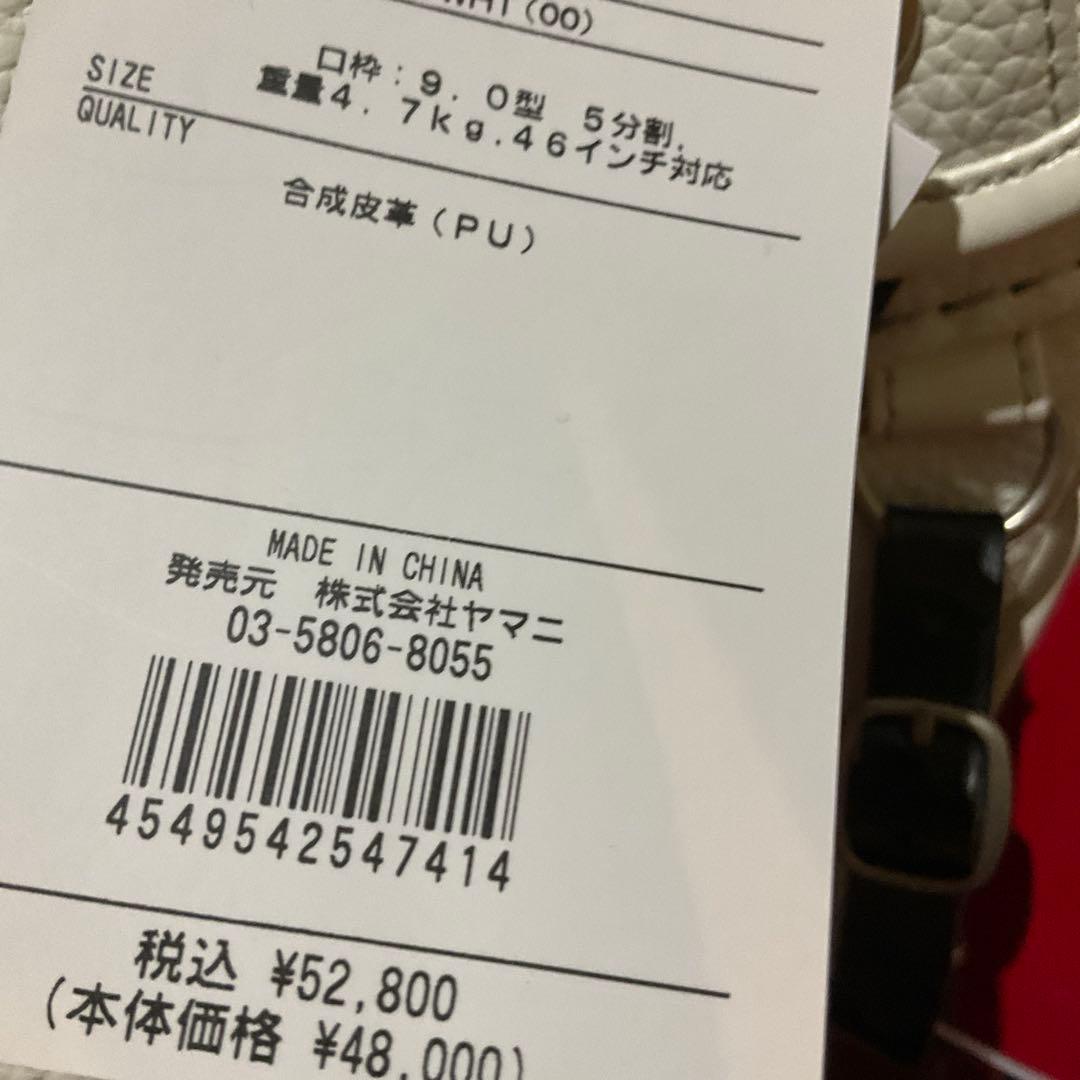 (00)
SIZE
口枠:9.0型 5分割.
重量4.7kg.46インチ対応
QUALITY
合成皮革(PU)
MADE IN CHINA
発売元 株式会社ヤマニ
03-5806-8055
4549542547414
税込 ¥52,800
(本体価格 ¥48,000)